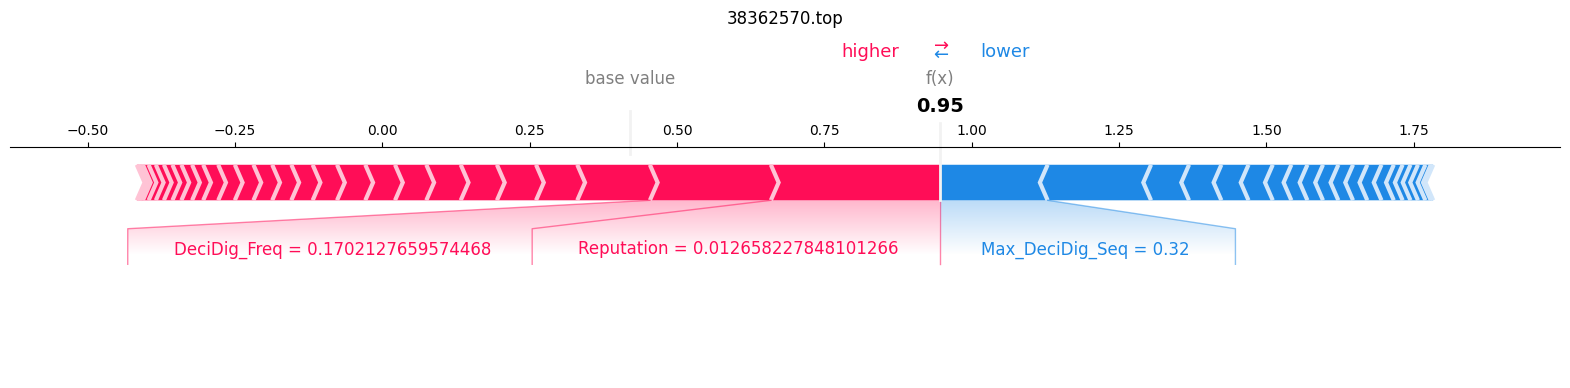 38362570.top
higher ⇄ lower
base value f(x)
0.95
−0.50 −0.25 0.00 0.25 0.50 0.75 1.00 1.25 1.50 1.75
DeciDig_Freq = 0.1702127659574468 Reputation = 0.012658227848101266 Max_DeciDig_Seq = 0.32